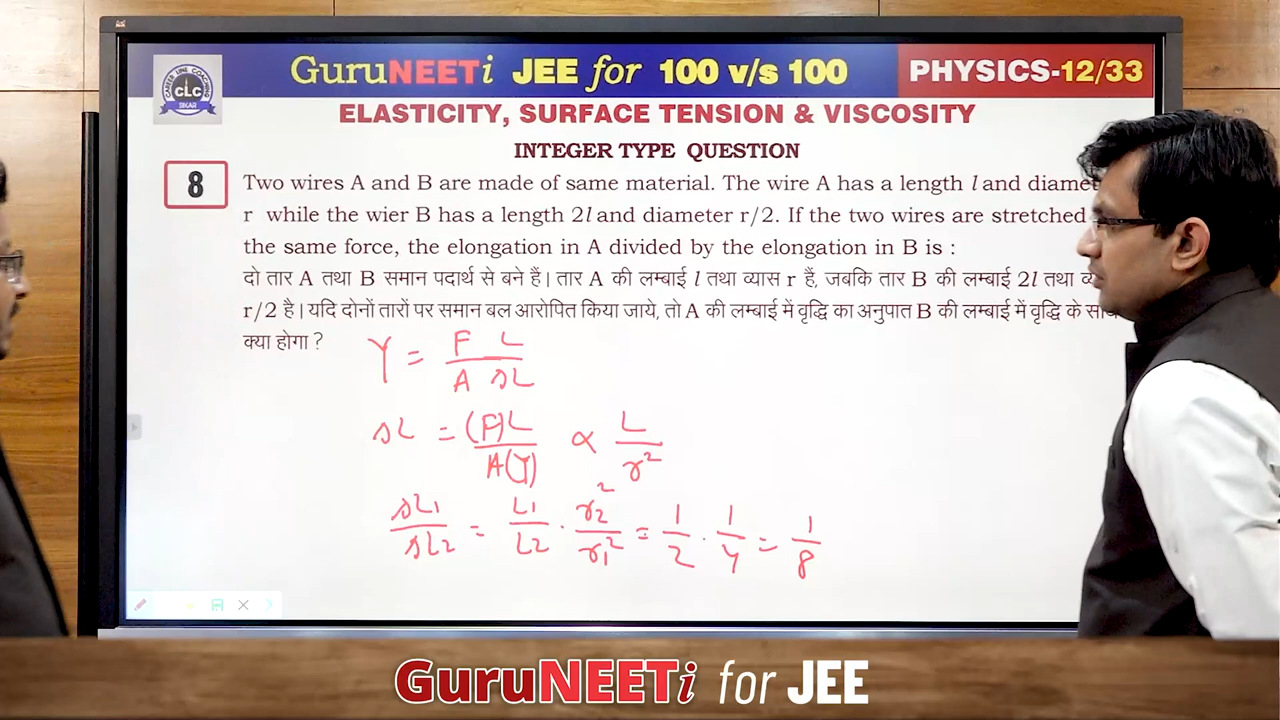 GuruNEETi JEE for 100 v/s 100
PHYSICS-12/33
CLC
SIKAR
ELASTICITY, SURFACE TENSION & VISCOSITY
INTEGER TYPE QUESTION
8
Two wires A and B are made of same material. The wire A has a length l and
r while the wier B has a length 2l and diameter r/2. If the two wires are stretched
the same force, the elongation in A divided by the elongation in B is :
दो तार A तथा B समान पदार्थ से बने हैं। तार A की लम्बाई l तथा व्यास r हैं, जबकि तार B की लम्बाई 2l तथा
r/2 है। यदि दोनों तारों पर समान बल आरोपित किया जाये, तो A की लम्बाई में वृद्धि का अनुपात B की लम्बाई में वृद्धि के
क्या होगा ?
Y = F L / A ΔL
ΔL = (F)L / A(Y) ∝ L / r²
ΔL1 / ΔL2 = L1 / L2 · r2² / r1² = 1/2 · 1/4 = 1/8
GuruNEETi for JEE